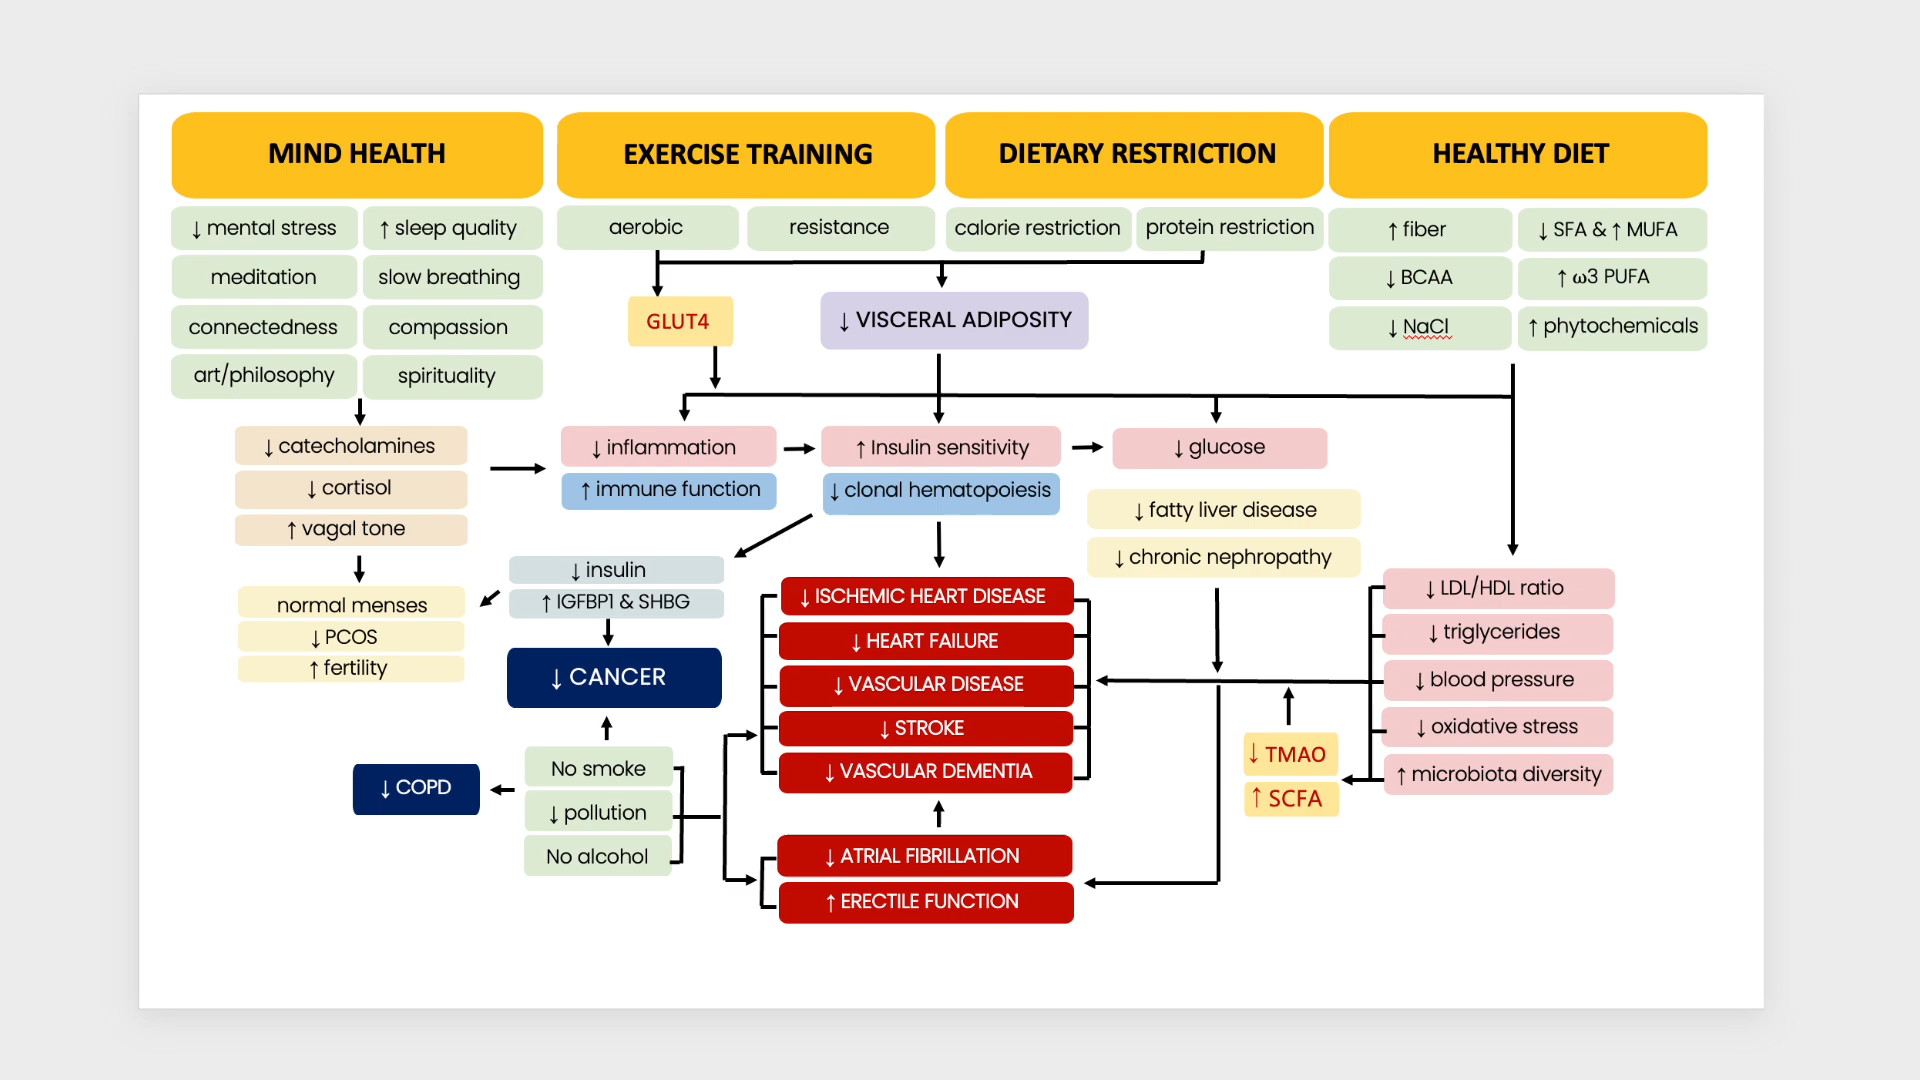 MIND HEALTH
EXERCISE TRAINING
DIETARY RESTRICTION
HEALTHY DIET
↓ mental stress
↑ sleep quality
meditation
slow breathing
connectedness
compassion
art/philosophy
spirituality
aerobic
resistance
calorie restriction
protein restriction
↑ fiber
↓ SFA & ↑ MUFA
↓ BCAA
↑ ω3 PUFA
↓ NaCl
↑ phytochemicals
GLUT4
↓ VISCERAL ADIPOSITY
↓ catecholamines
↓ cortisol
↑ vagal tone
↓ inflammation
↑ immune function
↑ Insulin sensitivity
↓ clonal hematopoiesis
↓ glucose
↓ fatty liver disease
↓ chronic nephropathy
normal menses
↓ PCOS
↑ fertility
↓ insulin
↑ IGFBP1 & SHBG
↓ CANCER
↓ COPD
No smoke
↓ pollution
No alcohol
↓ ISCHEMIC HEART DISEASE
↓ HEART FAILURE
↓ VASCULAR DISEASE
↓ STROKE
↓ VASCULAR DEMENTIA
↓ ATRIAL FIBRILLATION
↑ ERECTILE FUNCTION
↓ LDL/HDL ratio
↓ triglycerides
↓ blood pressure
↓ oxidative stress
↑ microbiota diversity
↓ TMAO
↑ SCFA